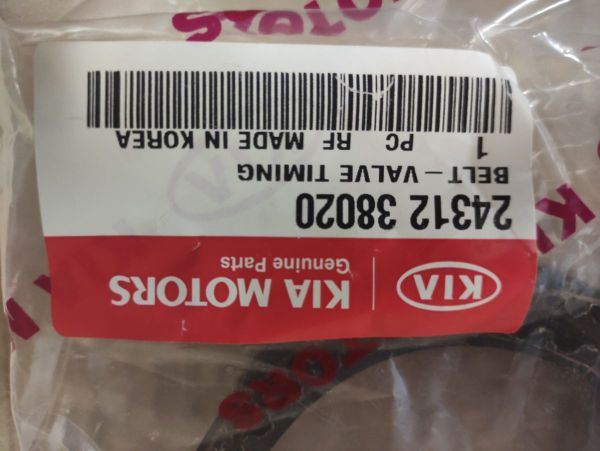 KIA
KIA MOTORS
Genuine Parts
24312 38020
BELT-VALVE TIMING
1 PC RF MADE IN KOREA